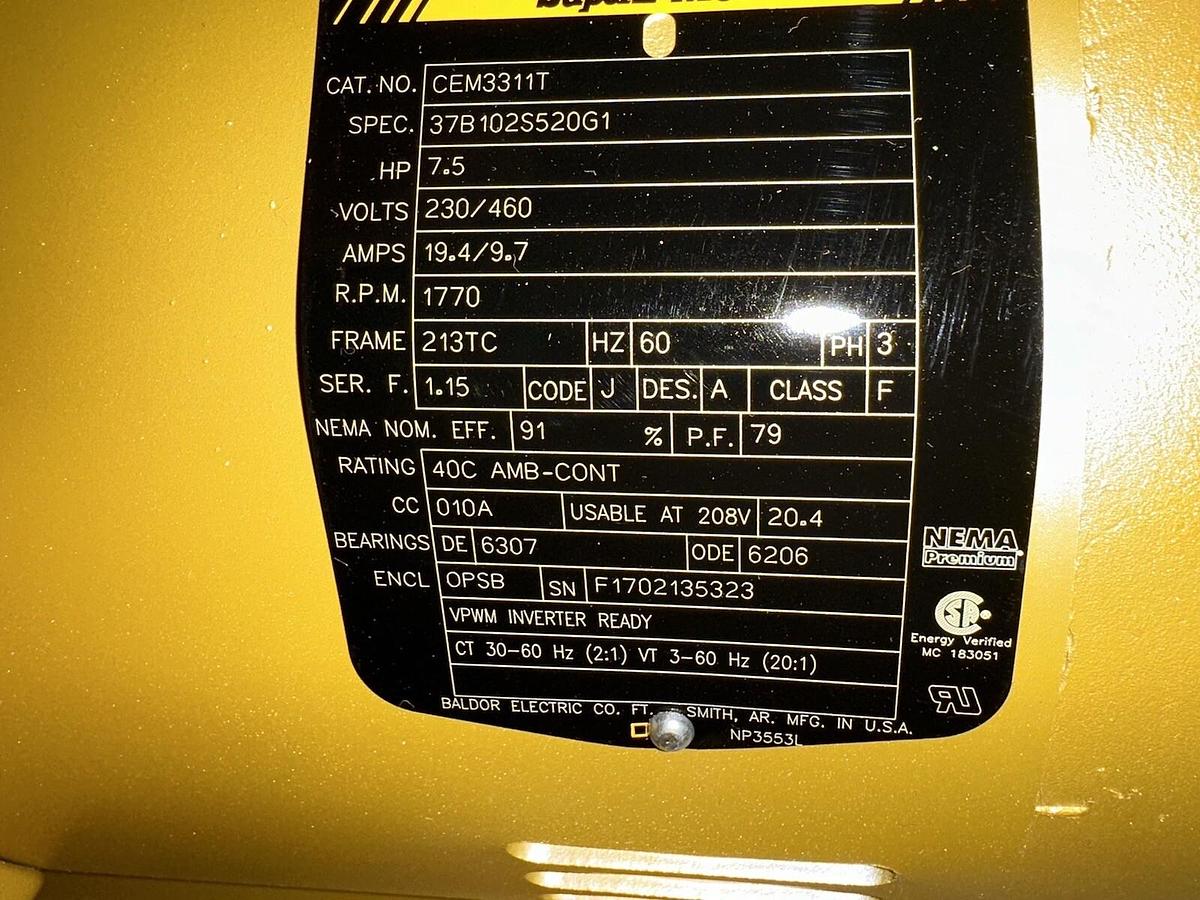 CAT. NO. CEM3311T
SPEC. 37B102S520G1
HP 7.5
VOLTS 230/460
AMPS 19.4/9.7
R.P.M. 1770
FRAME 213TC HZ 60 PH 3
SER. F. 1.15 CODE J DES. A CLASS F
NEMA NOM. EFF. 91 % P.F. 79
RATING 40C AMB-CONT
CC 010A USABLE AT 208V 20.4
BEARINGS DE 6307 ODE 6206
ENCL OPSB SN F1702135323
VPWM INVERTER READY
CT 30-60 Hz (2:1) VT 3-60 Hz (20:1)
BALDOR ELECTRIC CO. FT. SMITH, AR. MFG. IN U.S.A.
NP3553L
NEMA
Premium
Energy Verified
MC 183051